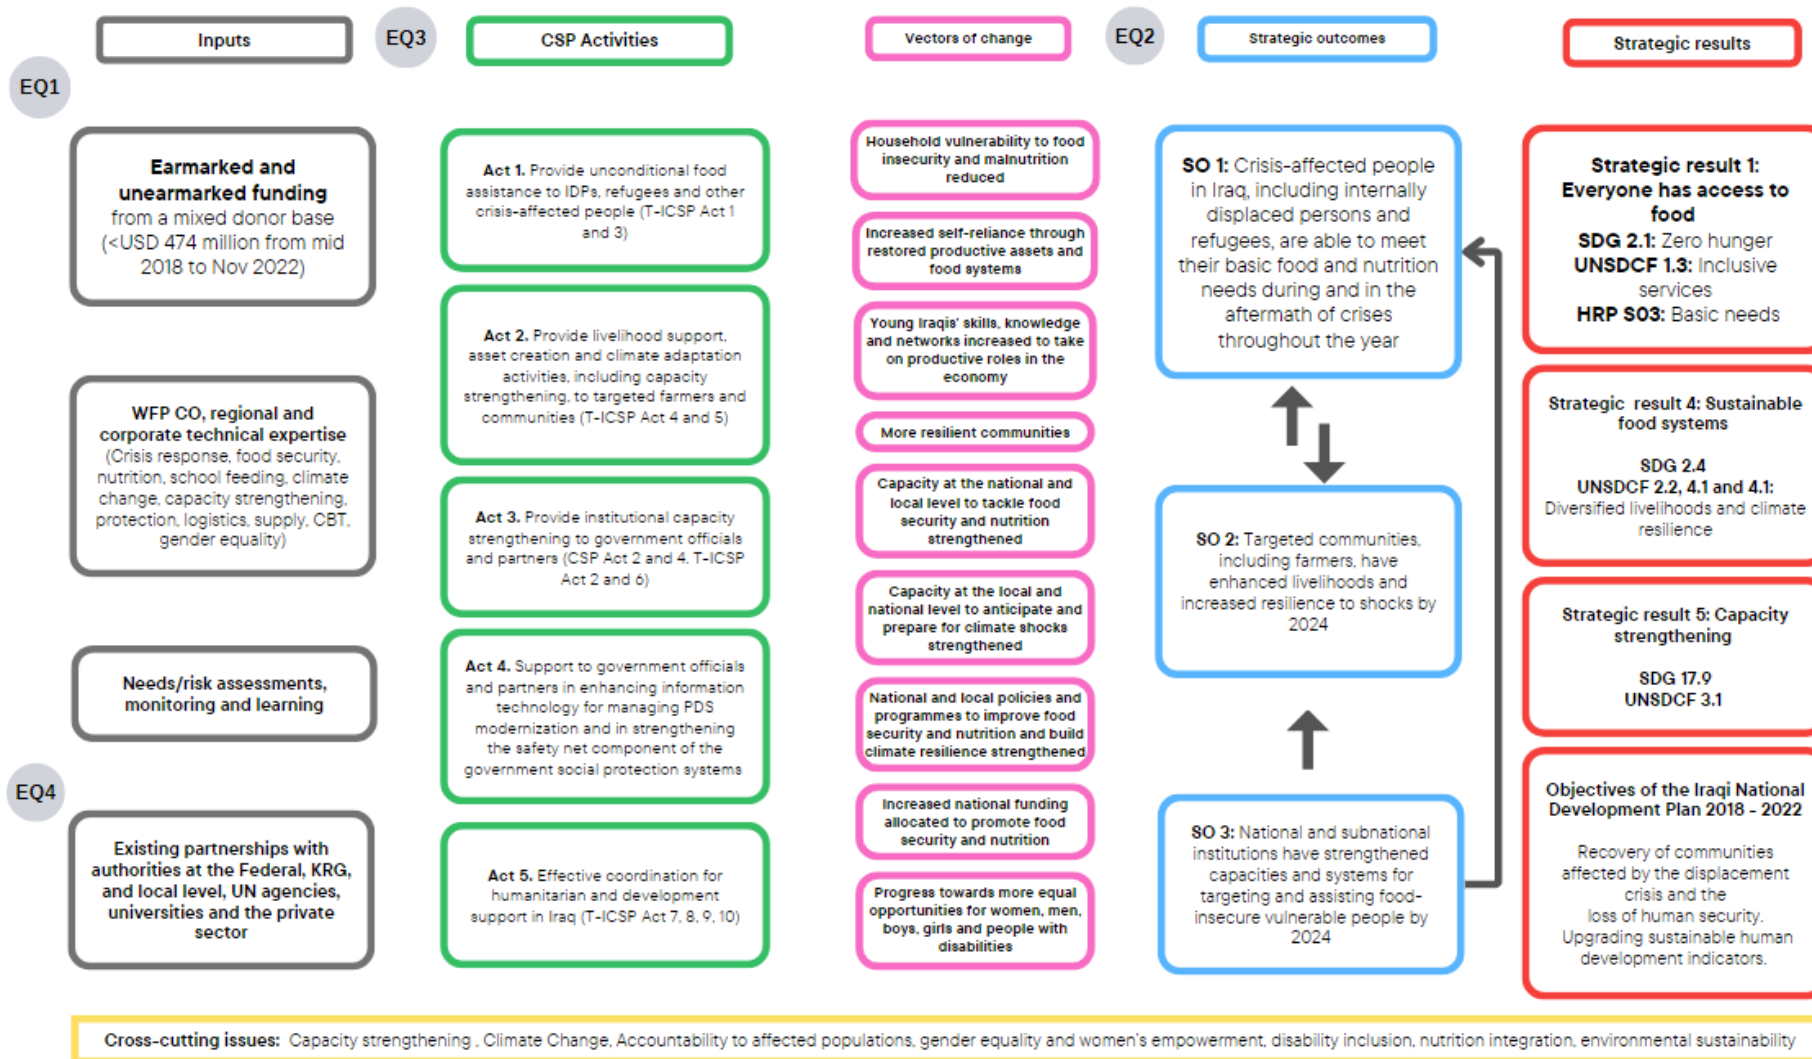 Inputs
EQ3
CSP Activities
Vectors of change
EQ2
Strategic outcomes
Strategic results
EQ1
Earmarked and
unearmarked funding
from a mixed donor base
(<USD 474 million from mid
2018 to Nov 2022)
WFP CO, regional and
corporate technical expertise
(Crisis response, food security,
nutrition, school feeding, climate
change, capacity strengthening,
protection, logistics, supply, CBT,
gender equality)
Needs/risk assessments,
monitoring and learning
EQ4
Existing partnerships with
authorities at the Federal, KRG,
and local level, UN agencies,
universities and the private
sector
Act 1. Provide unconditional food
assistance to IDPs, refugees and other
crisis-affected people (T-ICSP Act 1
and 3)
Act 2. Provide livelihood support,
asset creation and climate adaptation
activities, including capacity
strengthening, to targeted farmers and
communities (T-ICSP Act 4 and 5)
Act 3. Provide institutional capacity
strengthening to government officials
and partners (CSP Act 2 and 4. T-ICSP
Act 2 and 6)
Act 4. Support to government officials
and partners in enhancing information
technology for managing PDS
modernization and in strengthening
the safety net component of the
government social protection systems
Act 5. Effective coordination for
humanitarian and development
support in Iraq (T-ICSP Act 7, 8, 9, 10)
Household vulnerability to food
insecurity and malnutrition
reduced
Increased self-reliance through
restored productive assets and
food systems
Young Iraqis' skills, knowledge
and networks increased to take
on productive roles in the
economy
More resilient communities
Capacity at the national and
local level to tackle food
security and nutrition
strengthened
Capacity at the local and
national level to anticipate and
prepare for climate shocks
strengthened
National and local policies and
programmes to improve food
security and nutrition and build
climate resilience strengthened
Increased national funding
allocated to promote food
security and nutrition
Progress towards more equal
opportunities for women, men,
boys, girls and people with
disabilities
SO 1: Crisis-affected people
in Iraq, including internally
displaced persons and
refugees, are able to meet
their basic food and nutrition
needs during and in the
aftermath of crises
throughout the year
SO 2: Targeted communities,
including farmers, have
enhanced livelihoods and
increased resilience to shocks by
2024
SO 3: National and subnational
institutions have strengthened
capacities and systems for
targeting and assisting food-
insecure vulnerable people by
2024
Strategic result 1:
Everyone has access to
food
SDG 2.1: Zero hunger
UNSDCF 1.3: Inclusive
services
HRP S03: Basic needs
Strategic result 4: Sustainable
food systems
SDG 2.4
UNSDCF 2.2, 4.1 and 4.1:
Diversified livelihoods and climate
resilience
Strategic result 5: Capacity
strengthening
SDG 17.9
UNSDCF 3.1
Objectives of the Iraqi National
Development Plan 2018 - 2022
Recovery of communities
affected by the displacement
crisis and the
loss of human security.
Upgrading sustainable human
development indicators.
Cross-cutting issues: Capacity strengthening , Climate Change, Accountability to affected populations, gender equality and women's empowerment, disability inclusion, nutrition integration, environmental sustainability